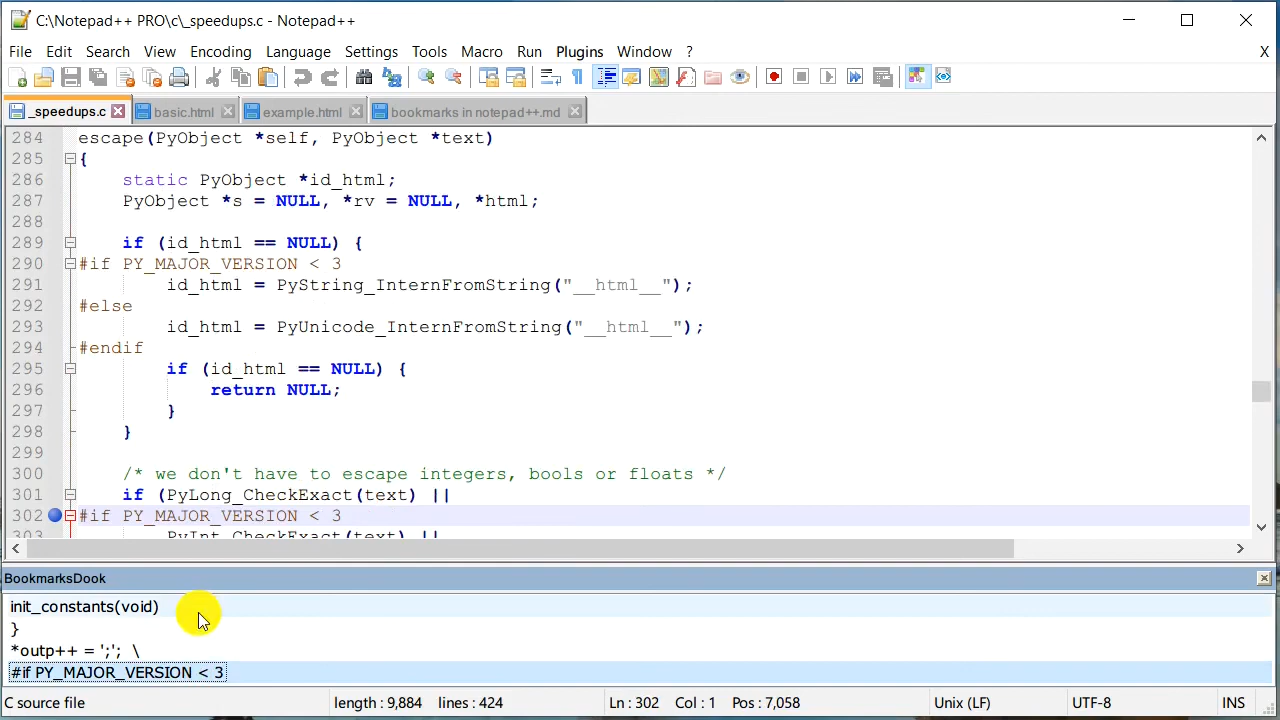 C:\Notepad++ PRO\c\_speedups.c - Notepad++
File Edit Search View Encoding Language Settings Tools Macro Run Plugins Window ? X
_speedups.c basic.html example.html bookmarks in notepad++.md
284 escape(PyObject *self, PyObject *text)
285 {
286 static PyObject *id_html;
287 PyObject *s = NULL, *rv = NULL, *html;
288
289 if (id_html == NULL) {
290 #if PY_MAJOR_VERSION < 3
291 id_html = PyString_InternFromString("__html__");
292 #else
293 id_html = PyUnicode_InternFromString("__html__");
294 #endif
295 if (id_html == NULL) {
296 return NULL;
297 }
298 }
299
300 /* we don't have to escape integers, bools or floats */
301 if (PyLong_CheckExact(text) ||
302 #if PY_MAJOR_VERSION < 3
303 PyInt_CheckExact(text) ||
BookmarksDook
init_constants(void)
}
*outp++ = ';'; \
#if PY_MAJOR_VERSION < 3
C source file length : 9,884 lines : 424 Ln : 302 Col : 1 Pos : 7,058 Unix (LF) UTF-8 INS